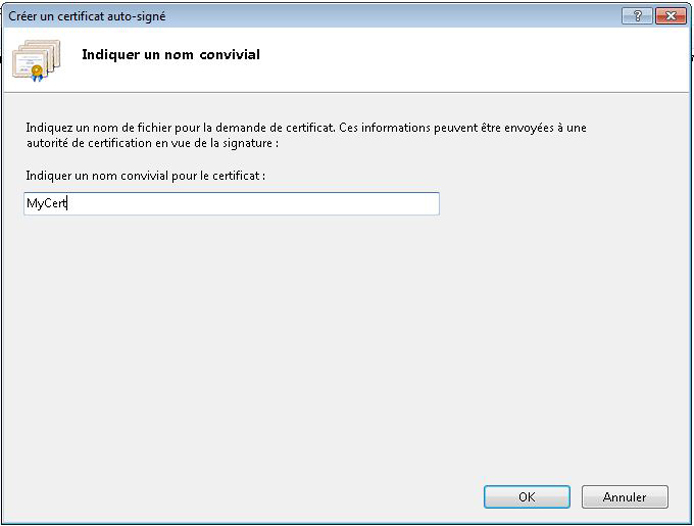 Créer un certificat auto-signé
Indiquer un nom convivial
Indiquez un nom de fichier pour la demande de certificat. Ces informations peuvent être envoyées à une
autorité de certification en vue de la signature :
Indiquer un nom convivial pour le certificat :
MyCert
OK
Annuler